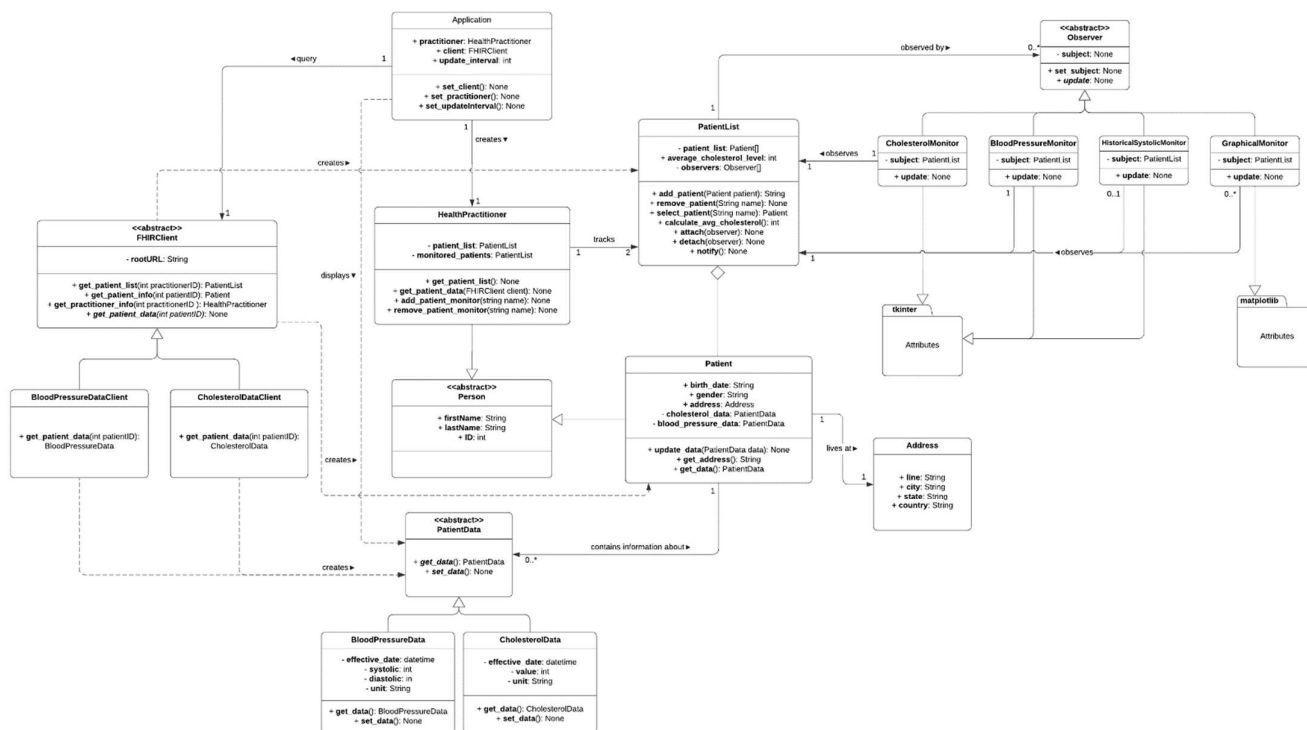 Application
+ practitioner: HealthPractitioner
+ client: FHIRClient
+ update_interval: int
+ set_client(): None
+ set_practitioner(): None
+ set_updateInterval(): None
◄query
1
1
1
creates▼
1
creates►
displays▼
creates►
<<abstract>>
FHIRClient
- rootURL: String
+ get_patient_list(int practitionerID): PatientList
+ get_patient_info(int patientID): Patient
+ get_practitioner_info(int practitionerID ): HealthPractitioner
+ get_patient_data(int patientID): None
BloodPressureDataClient
+ get_patient_data(int patientID):
BloodPressureData
CholesterolDataClient
+ get_patient_data(int patientID):
CholesterolData
creates►
HealthPractitioner
- patient_list: PatientList
- monitored_patients: PatientList
+ get_patient_list(): None
+ get_patient_data(FHIRClient client): None
+ add_patient_monitor(string name): None
+ remove_patient_monitor(string name): None
tracks
1
2
<<abstract>>
Person
+ firstName: String
+ lastName: String
+ ID: int
PatientList
- patient_list: Patient[]
+ average_cholesterol_level: int
- observers: Observer[]
+ add_patient(Patient patient): String
+ remove_patient(String name): None
+ select_patient(String name): Patient
+ calculate_avg_cholesterol(): int
+ attach(observer): None
+ detach(observer): None
+ notify(): None
observed by►
1
0..*
<<abstract>>
Observer
- subject: None
+ set_subject: None
+ update: None
CholesterolMonitor
- subject: PatientList
+ update: None
BloodPressureMonitor
- subject: PatientList
+ update: None
HistoricalSystolicMonitor
- subject: PatientList
+ update: None
GraphicalMonitor
- subject: PatientList
+ update: None
◄observes
1
1
1
0..1
0..*
1
◄observes
tkinter
Attributes
matplotlib
Attributes
Patient
+ birth_date: String
+ gender: String
+ address: Address
- cholesterol_data: PatientData
- blood_pressure_data: PatientData
+ update_data(PatientData data): None
+ get_address(): String
+ get_data(): PatientData
1
lives at►
1
Address
+ line: String
+ city: String
+ state: String
+ country: String
1
contains information about►
0..*
<<abstract>>
PatientData
+ get_data(): PatientData
+ set_data(): None
BloodPressureData
- effective_date: datetime
- systolic: int
- diastolic: in
- unit: String
+ get_data(): BloodPressureData
+ set_data(): None
CholesterolData
- effective_date: datetime
- value: int
- unit: String
+ get_data(): CholesterolData
+ set_data(): None